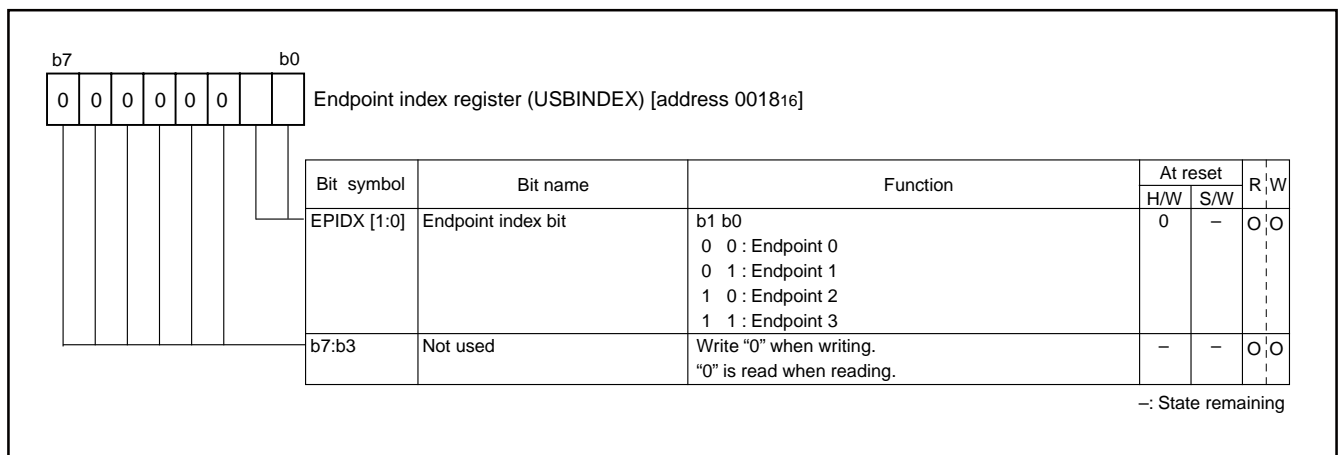 b7 b0
0 0 0 0 0 0 Endpoint index register (USBINDEX) [address 001816]
Bit symbol Bit name Function At reset R W
H/W S/W
EPIDX [1:0] Endpoint index bit b1 b0 0 – O O
0 0 : Endpoint 0
0 1 : Endpoint 1
1 0 : Endpoint 2
1 1 : Endpoint 3
b7:b3 Not used Write “0” when writing. – – O O
“0” is read when reading.
–: State remaining